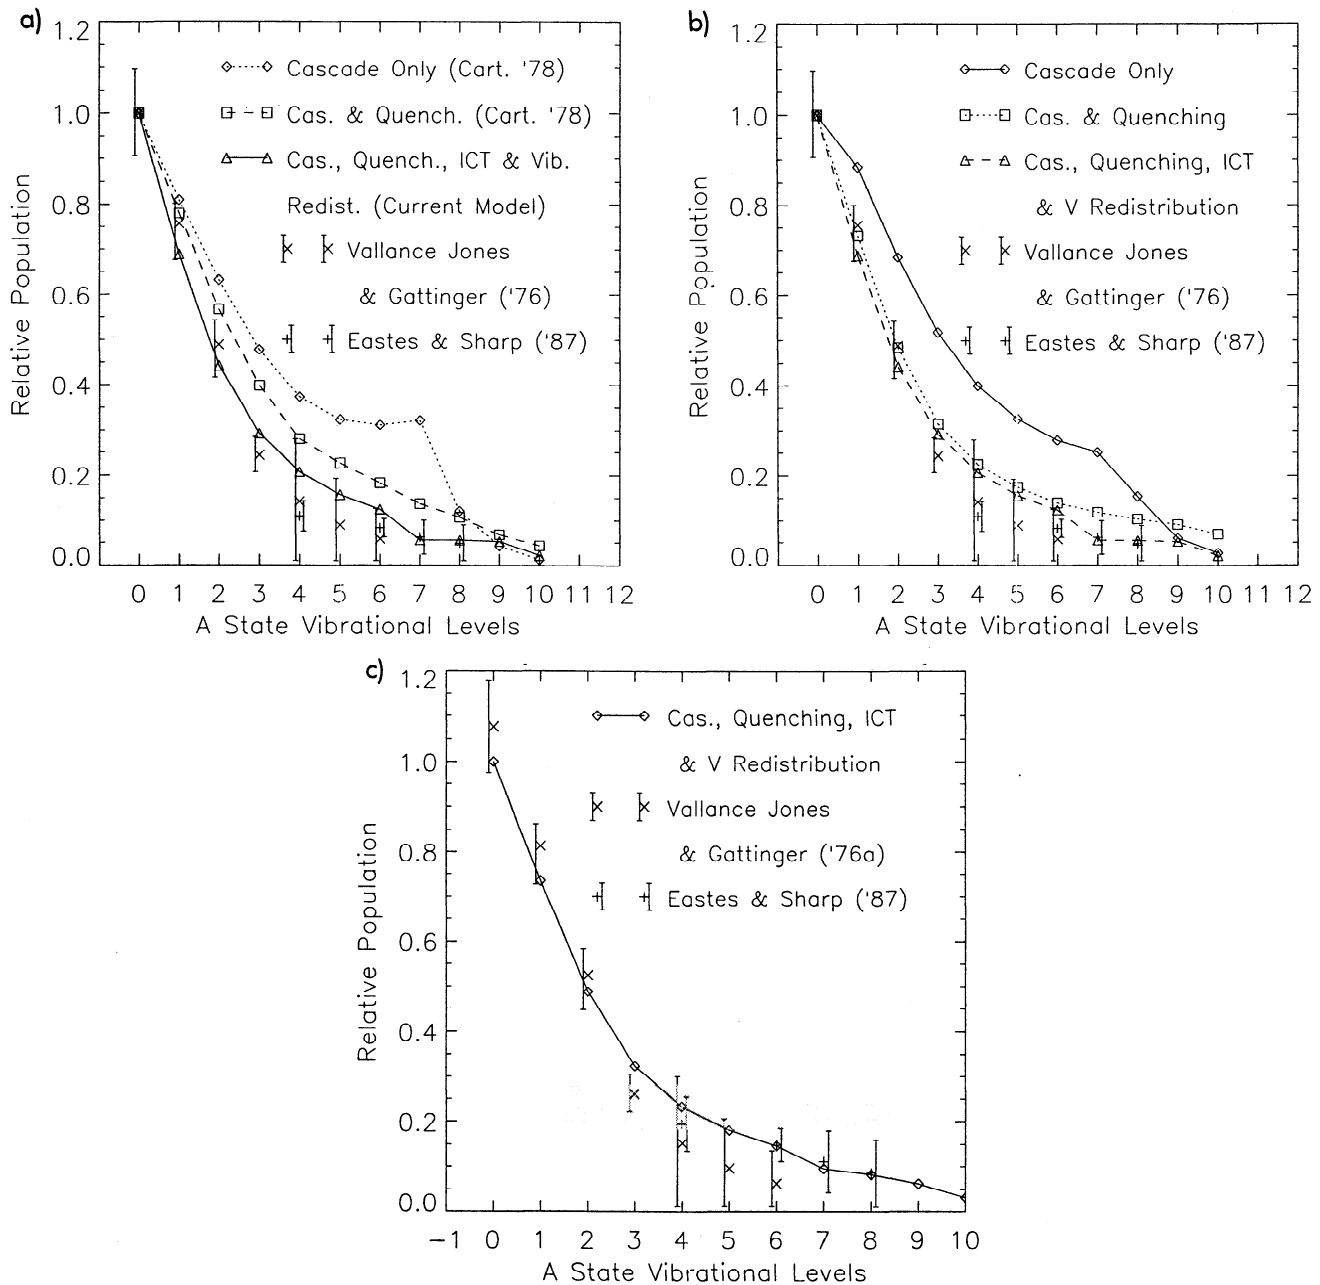 a)
1.2
1.0
0.8
0.6
0.4
0.2
0.0
Relative Population
Cascade Only (Cart. '78)
Cas. & Quench. (Cart. '78)
Cas., Quench., ICT & Vib.
Redist. (Current Model)
Vallance Jones
& Gattinger ('76)
Eastes & Sharp ('87)
0 1 2 3 4 5 6 7 8 9 10 11 12
A State Vibrational Levels
b)
1.2
1.0
0.8
0.6
0.4
0.2
0.0
Relative Population
Cascade Only
Cas. & Quenching
Cas., Quenching, ICT
& V Redistribution
Vallance Jones
& Gattinger ('76)
Eastes & Sharp ('87)
0 1 2 3 4 5 6 7 8 9 10 11 12
A State Vibrational Levels
c)
1.2
1.0
0.8
0.6
0.4
0.2
0.0
Relative Population
Cas., Quenching, ICT
& V Redistribution
Vallance Jones
& Gattinger ('76a)
Eastes & Sharp ('87)
-1 0 1 2 3 4 5 6 7 8 9 10
A State Vibrational Levels